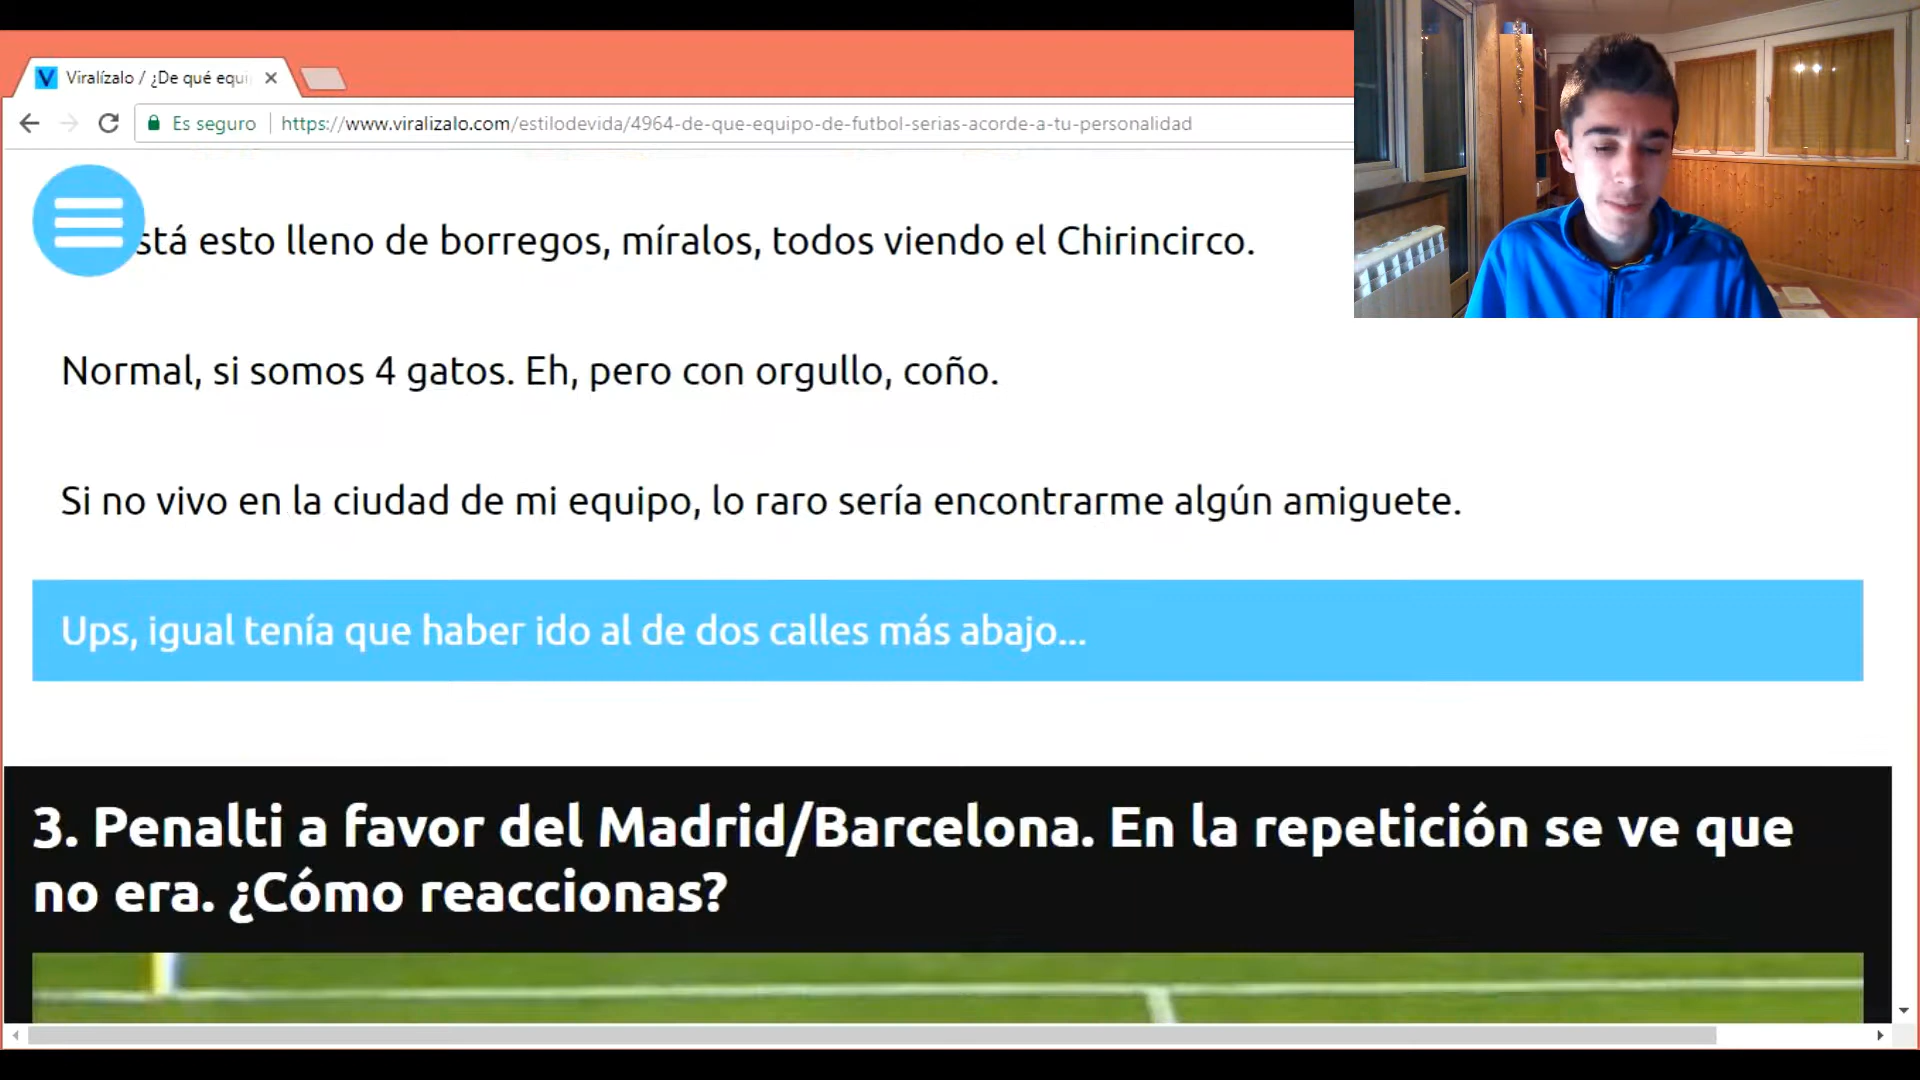 Viralízalo / ¿De qué equi
Es seguro
https://www.viralizalo.com/estilodevida/4964-de-que-equipo-de-futbol-serias-acorde-a-tu-personalidad
stá esto lleno de borregos, míralos, todos viendo el Chirincirco.
Normal, si somos 4 gatos. Eh, pero con orgullo, coño.
Si no vivo en la ciudad de mi equipo, lo raro sería encontrarme algún amiguete.
Ups, igual tenía que haber ido al de dos calles más abajo...
3. Penalti a favor del Madrid/Barcelona. En la repetición se ve que
no era. ¿Cómo reaccionas?